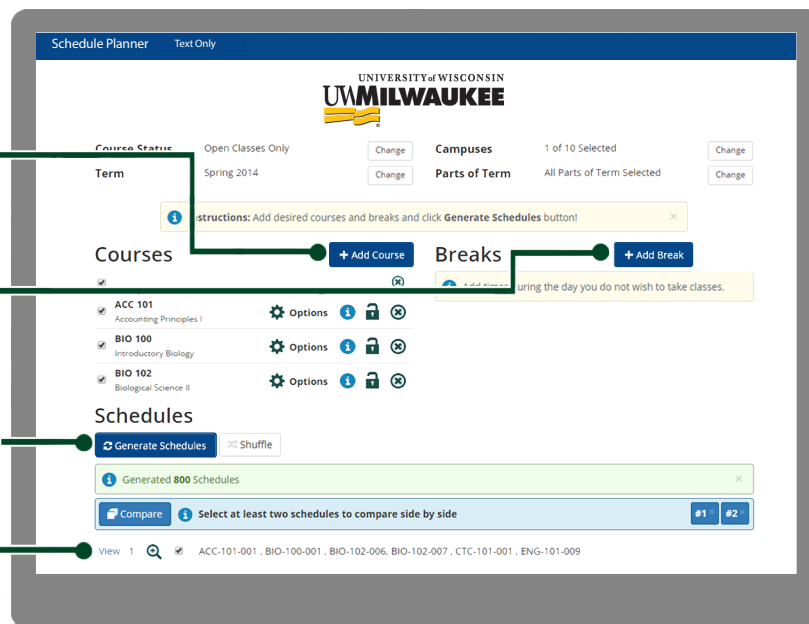 Schedule Planner Text Only
UNIVERSITY of WISCONSIN
UWMILWAUKEE
Course Status Open Classes Only Change Campuses 1 of 10 Selected Change
Term Spring 2014 Change Parts of Term All Parts of Term Selected Change
Instructions: Add desired courses and breaks and click Generate Schedules button! ×
Courses + Add Course Breaks + Add Break
Add times during the day you do not wish to take classes.
ACC 101
Accounting Principles I Options
BIO 100
Introductory Biology Options
BIO 102
Biological Science II Options
Schedules
Generate Schedules Shuffle
Generated 800 Schedules ×
Compare Select at least two schedules to compare side by side #1 #2
View 1 ACC-101-001 , BIO-100-001 , BIO-102-006, BIO-102-007 , CTC-101-001 , ENG-101-009